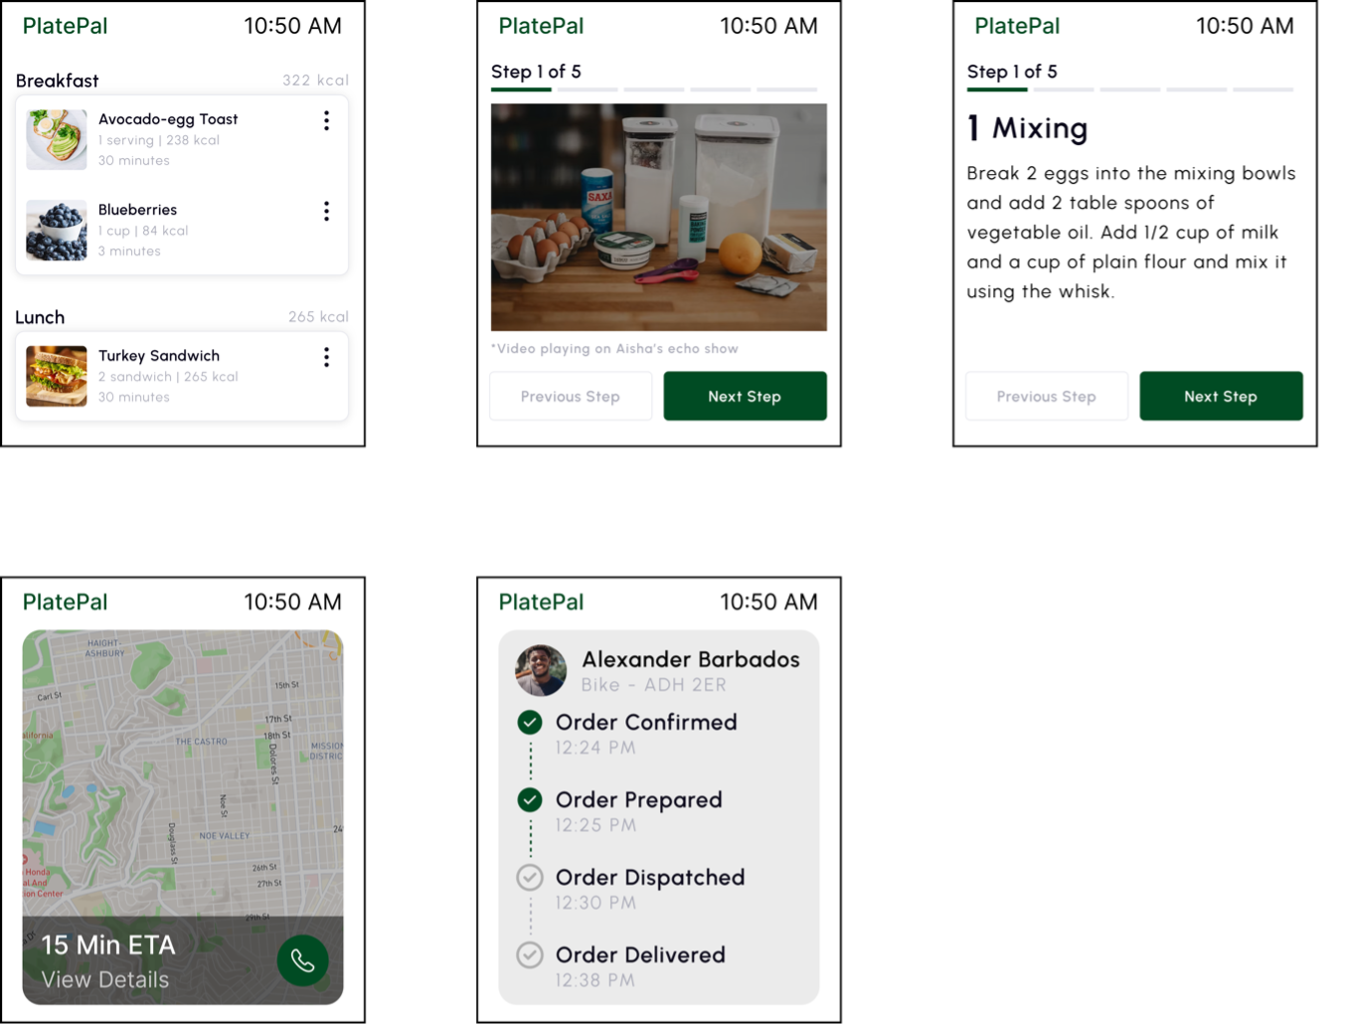 PlatePal 10:50 AM
Breakfast 322 kcal
Avocado-egg Toast
1 serving | 238 kcal
30 minutes
Blueberries
1 cup | 84 kcal
3 minutes
Lunch 265 kcal
Turkey Sandwich
2 sandwich | 265 kcal
30 minutes
PlatePal 10:50 AM
Step 1 of 5
SAXA
*Video playing on Aisha's echo show
Previous Step Next Step
PlatePal 10:50 AM
Step 1 of 5
1 Mixing
Break 2 eggs into the mixing bowls
and add 2 table spoons of
vegetable oil. Add 1/2 cup of milk
and a cup of plain flour and mix it
using the whisk.
Previous Step Next Step
PlatePal 10:50 AM
HAIGHT-
ASHBURY
Carl St
15th St
17th St
18th St
THE CASTRO
MISSION
DISTRIC
alifornia
Dolores St
Noe St
Douglass St
NOE VALLEY
24
26th St
27th St
Honda
al And
ion Center
29th St
15 Min ETA
View Details
PlatePal 10:50 AM
Alexander Barbados
Bike - ADH 2ER
Order Confirmed
12:24 PM
Order Prepared
12:25 PM
Order Dispatched
12:30 PM
Order Delivered
12:38 PM